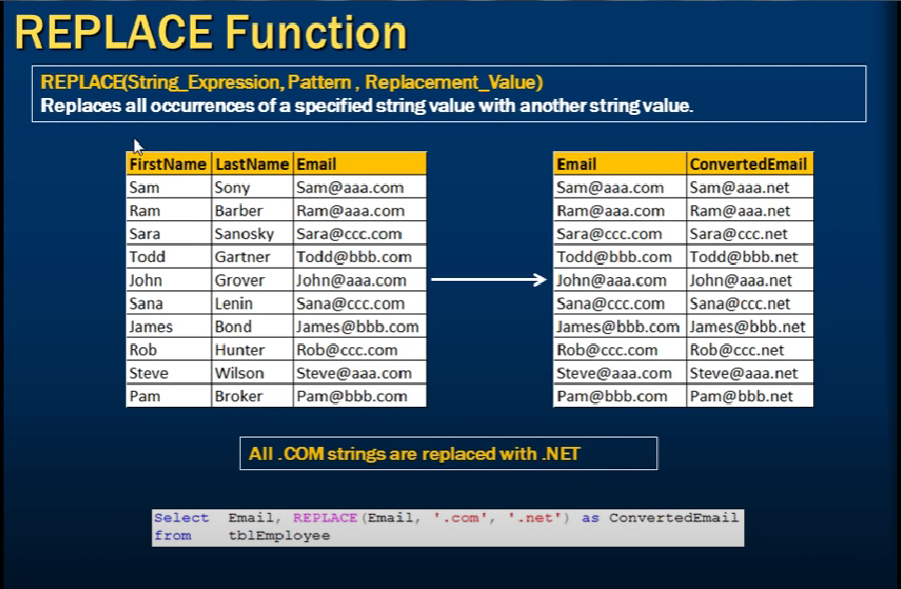 REPLACE Function
REPLACE(String_Expression, Pattern , Replacement_Value)
Replaces all occurrences of a specified string value with another string value.
FirstName LastName Email
Sam Sony Sam@aaa.com
Ram Barber Ram@aaa.com
Sara Sanosky Sara@ccc.com
Todd Gartner Todd@bbb.com
John Grover John@aaa.com
Sana Lenin Sana@ccc.com
James Bond James@bbb.com
Rob Hunter Rob@ccc.com
Steve Wilson Steve@aaa.com
Pam Broker Pam@bbb.com
Email ConvertedEmail
Sam@aaa.com Sam@aaa.net
Ram@aaa.com Ram@aaa.net
Sara@ccc.com Sara@ccc.net
Todd@bbb.com Todd@bbb.net
John@aaa.com John@aaa.net
Sana@ccc.com Sana@ccc.net
James@bbb.com James@bbb.net
Rob@ccc.com Rob@ccc.net
Steve@aaa.com Steve@aaa.net
Pam@bbb.com Pam@bbb.net
All .COM strings are replaced with .NET
Select Email, REPLACE(Email, '.com', '.net') as ConvertedEmail
from tblEmployee